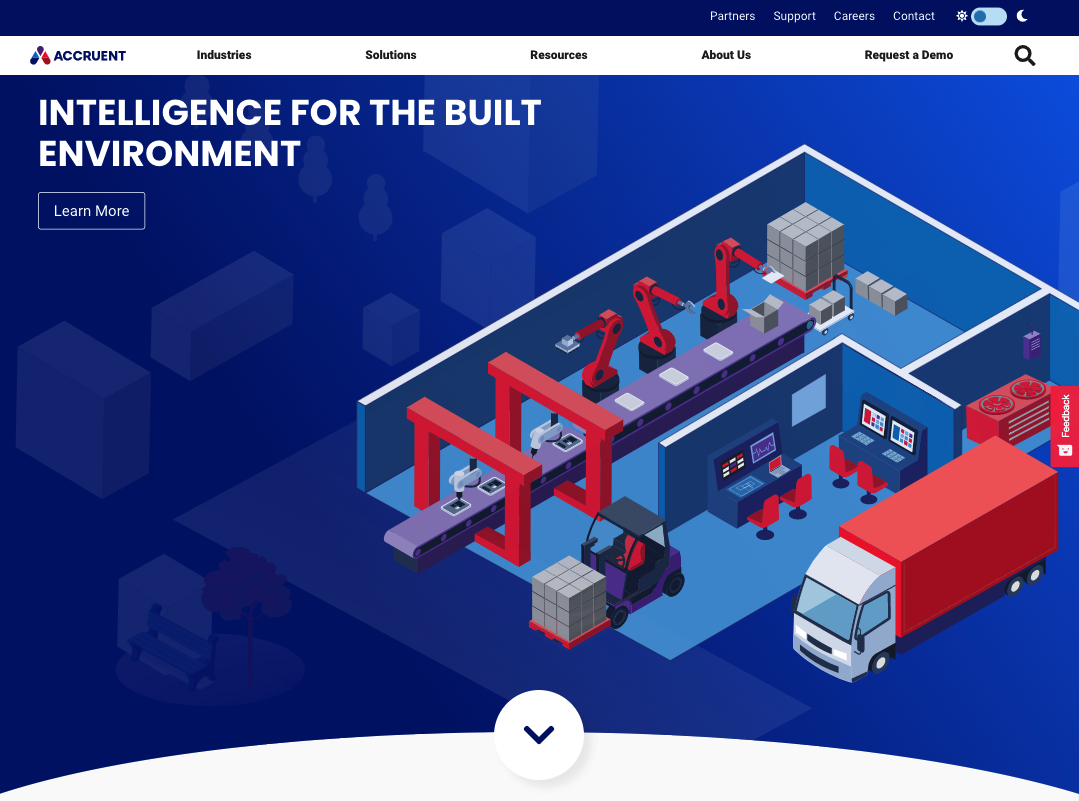 Partners Support Careers Contact
ACCRUENT Industries Solutions Resources About Us Request a Demo
INTELLIGENCE FOR THE BUILT
ENVIRONMENT
Learn More
Feedback